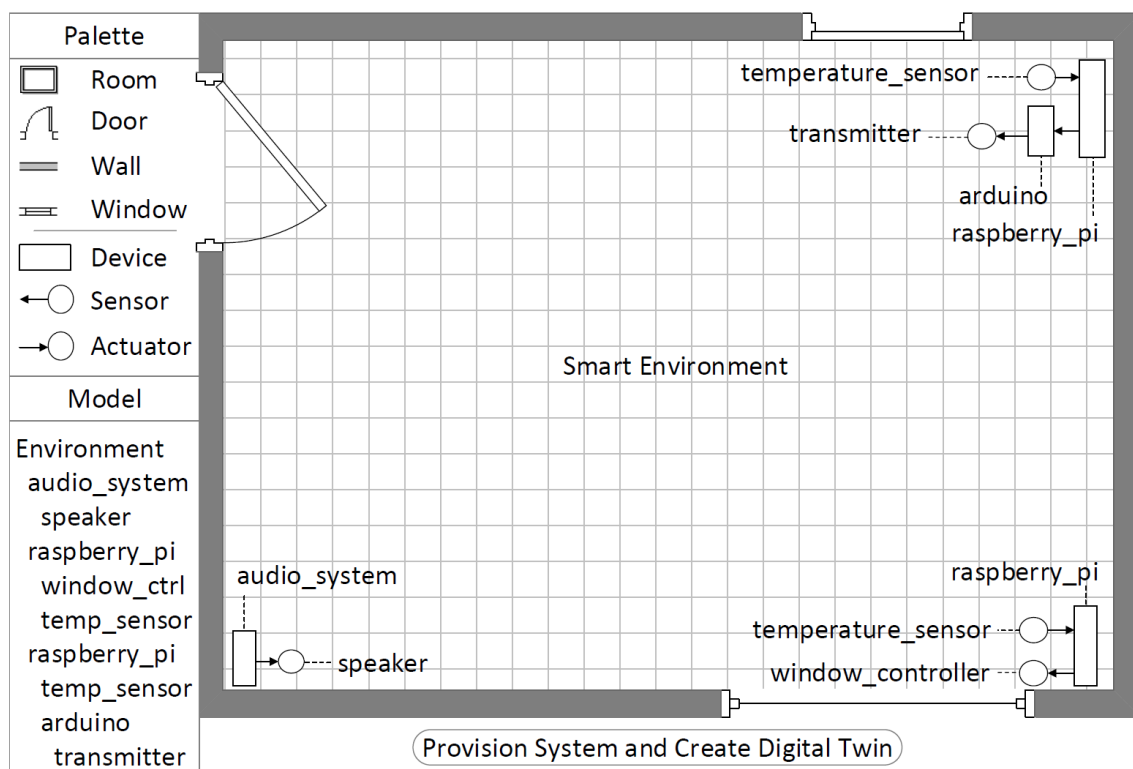 Palette
Room
Door
Wall
Window
Device
Sensor
Actuator
Model
Environment
audio_system
speaker
raspberry_pi
window_ctrl
temp_sensor
raspberry_pi
temp_sensor
arduino
transmitter
temperature_sensor
transmitter
arduino
raspberry_pi
Smart Environment
audio_system
speaker
raspberry_pi
temperature_sensor
window_controller
Provision System and Create Digital Twin